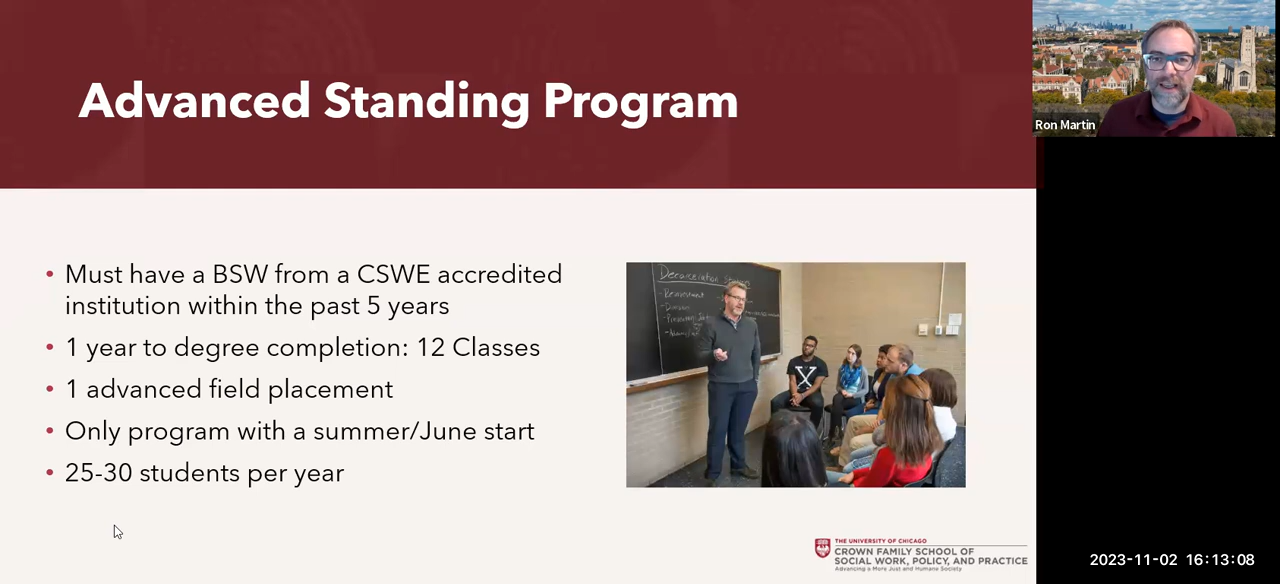 Advanced Standing Program
Ron Martin
• Must have a BSW from a CSWE accredited
institution within the past 5 years
• 1 year to degree completion: 12 Classes
• 1 advanced field placement
• Only program with a summer/June start
• 25-30 students per year
X
THE UNIVERSITY OF CHICAGO
CROWN FAMILY SCHOOL OF
SOCIAL WORK, POLICY, AND PRACTICE
Advancing a More Just and Humane Society
2023-11-02 16:13:08